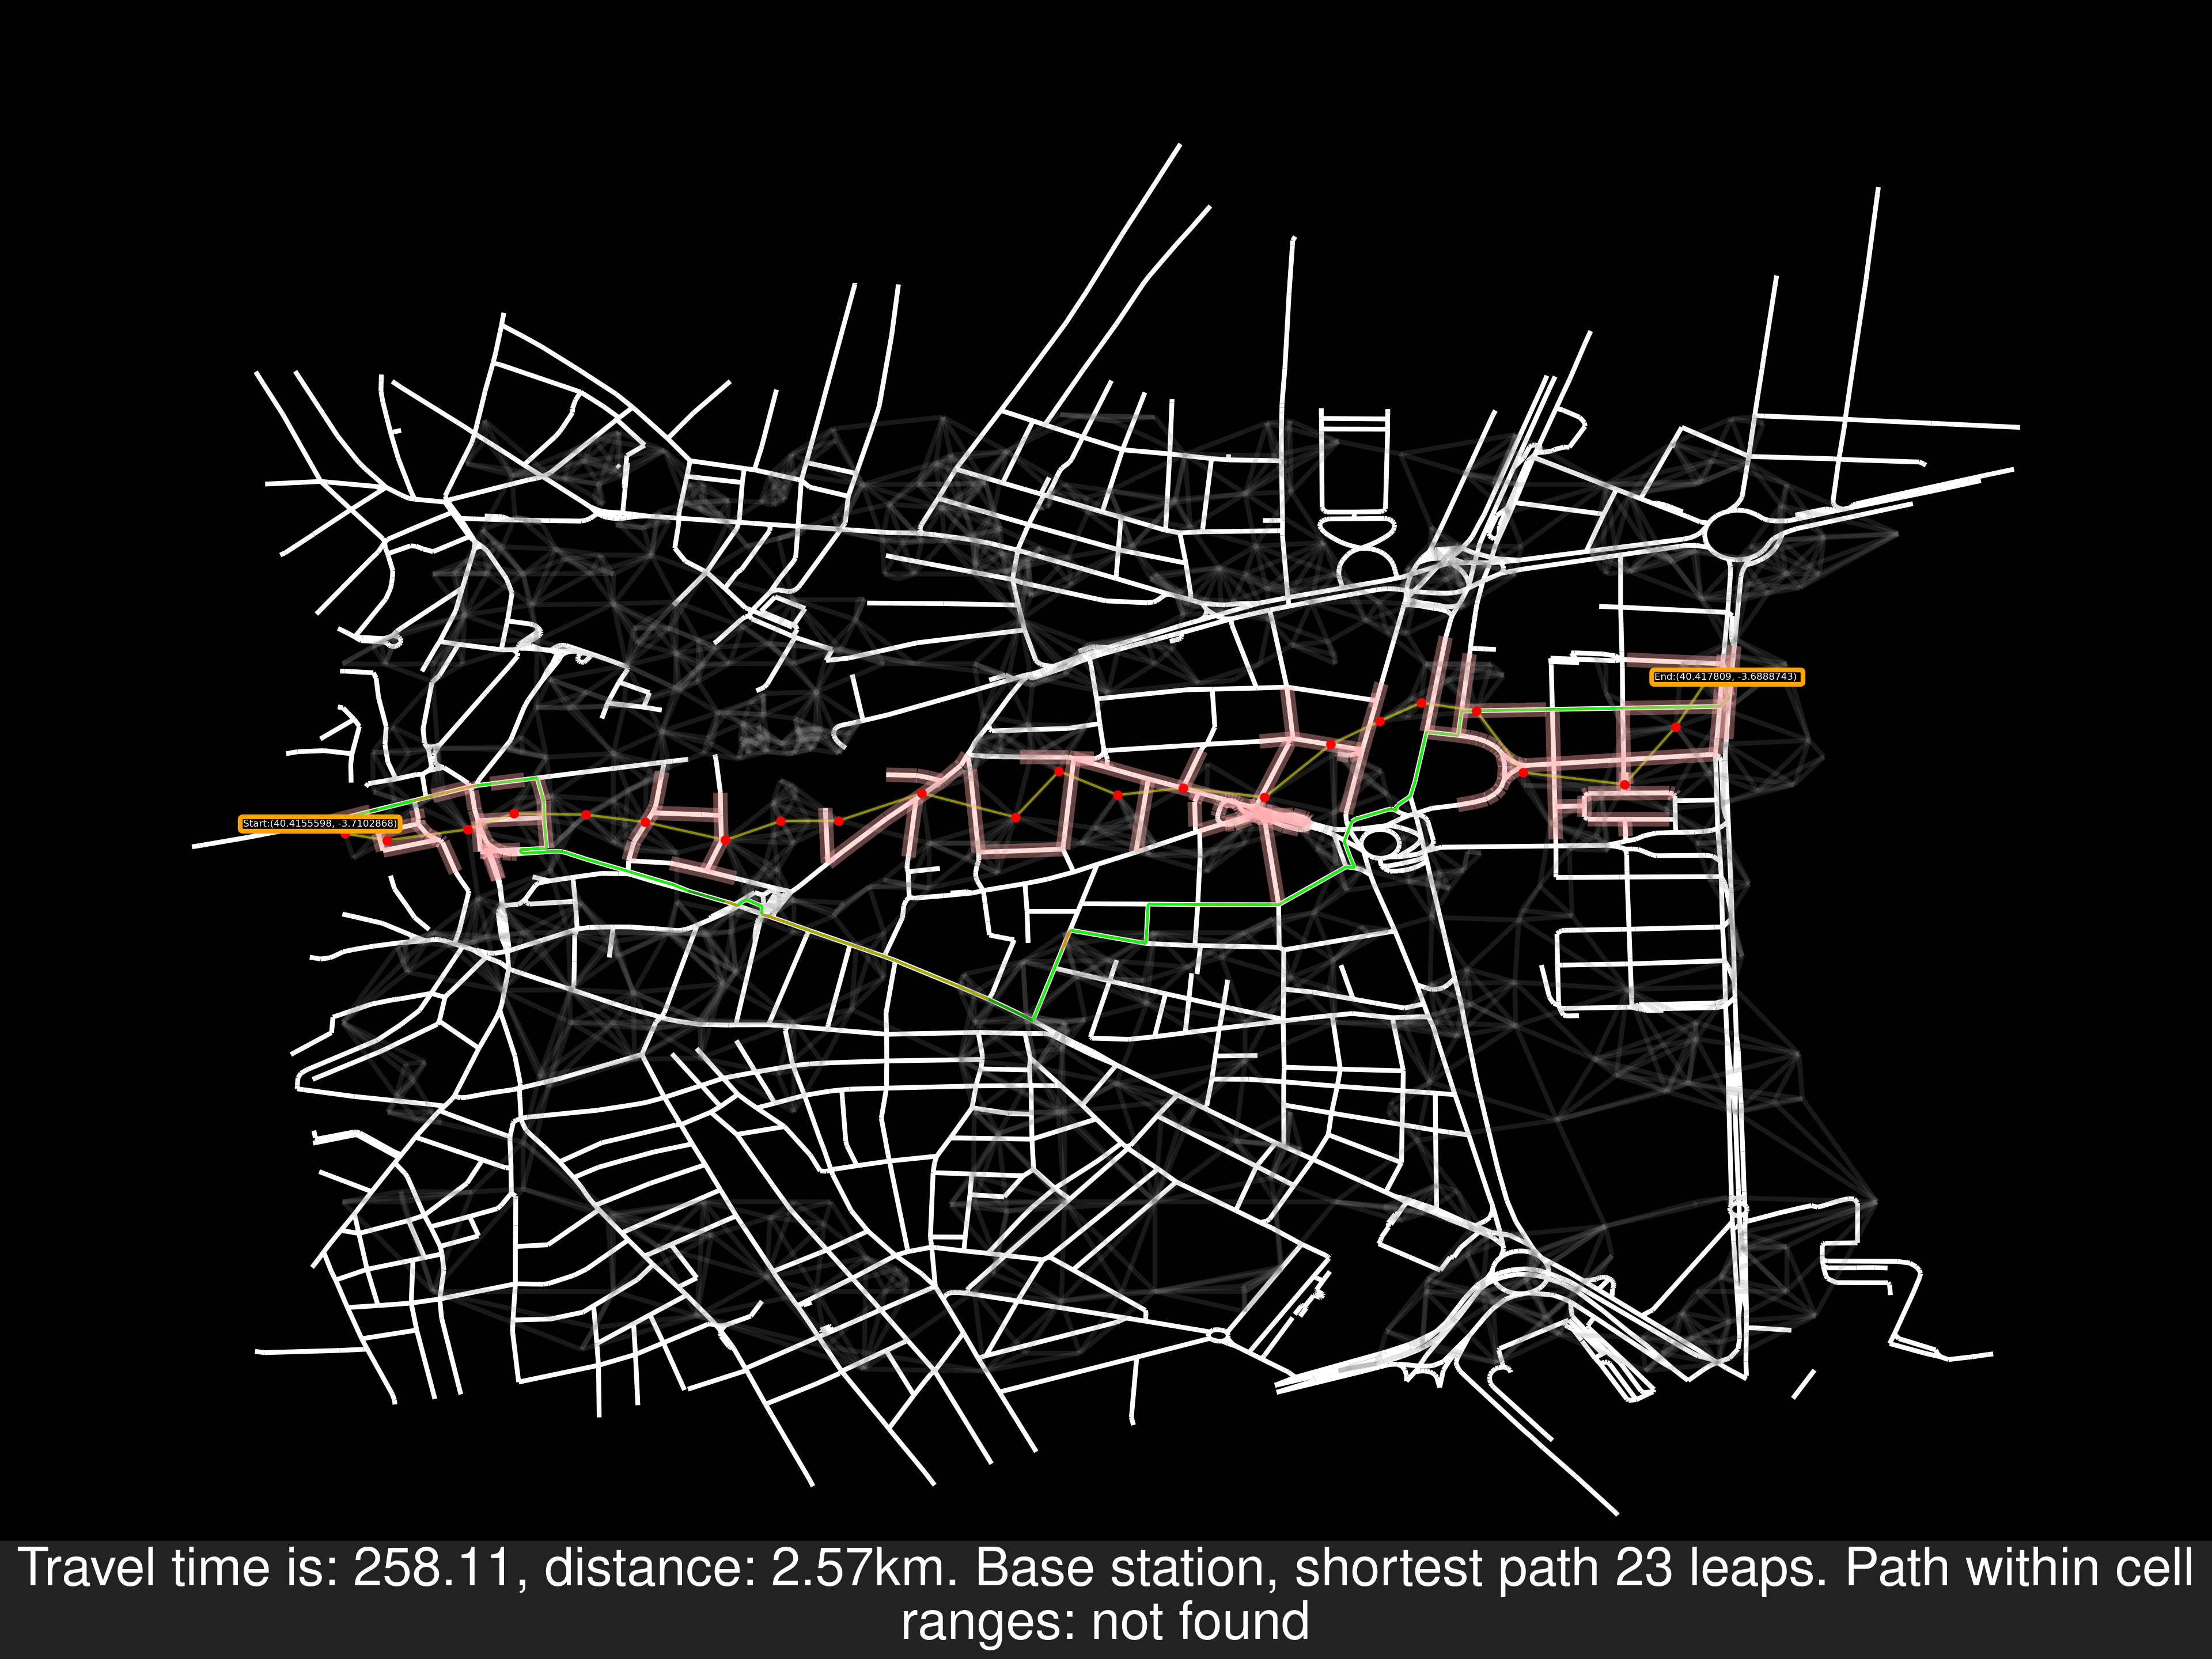 End:(40.417809, -3.6888743)
Start:(40.4155598, -3.7102868)
Travel time is: 258.11, distance: 2.57km. Base station, shortest path 23 leaps. Path within cell
ranges: not found